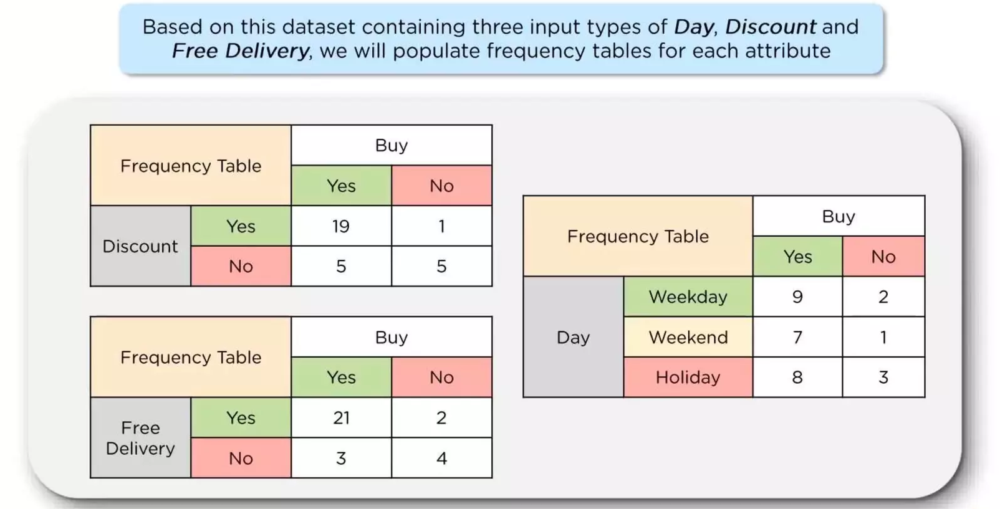 Based on this dataset containing three input types of Day, Discount and
Free Delivery, we will populate frequency tables for each attribute
Frequency Table
Buy
Yes No
Discount
Yes 19 1
No 5 5
Frequency Table
Buy
Yes No
Free
Delivery
Yes 21 2
No 3 4
Frequency Table
Buy
Yes No
Day
Weekday 9 2
Weekend 7 1
Holiday 8 3